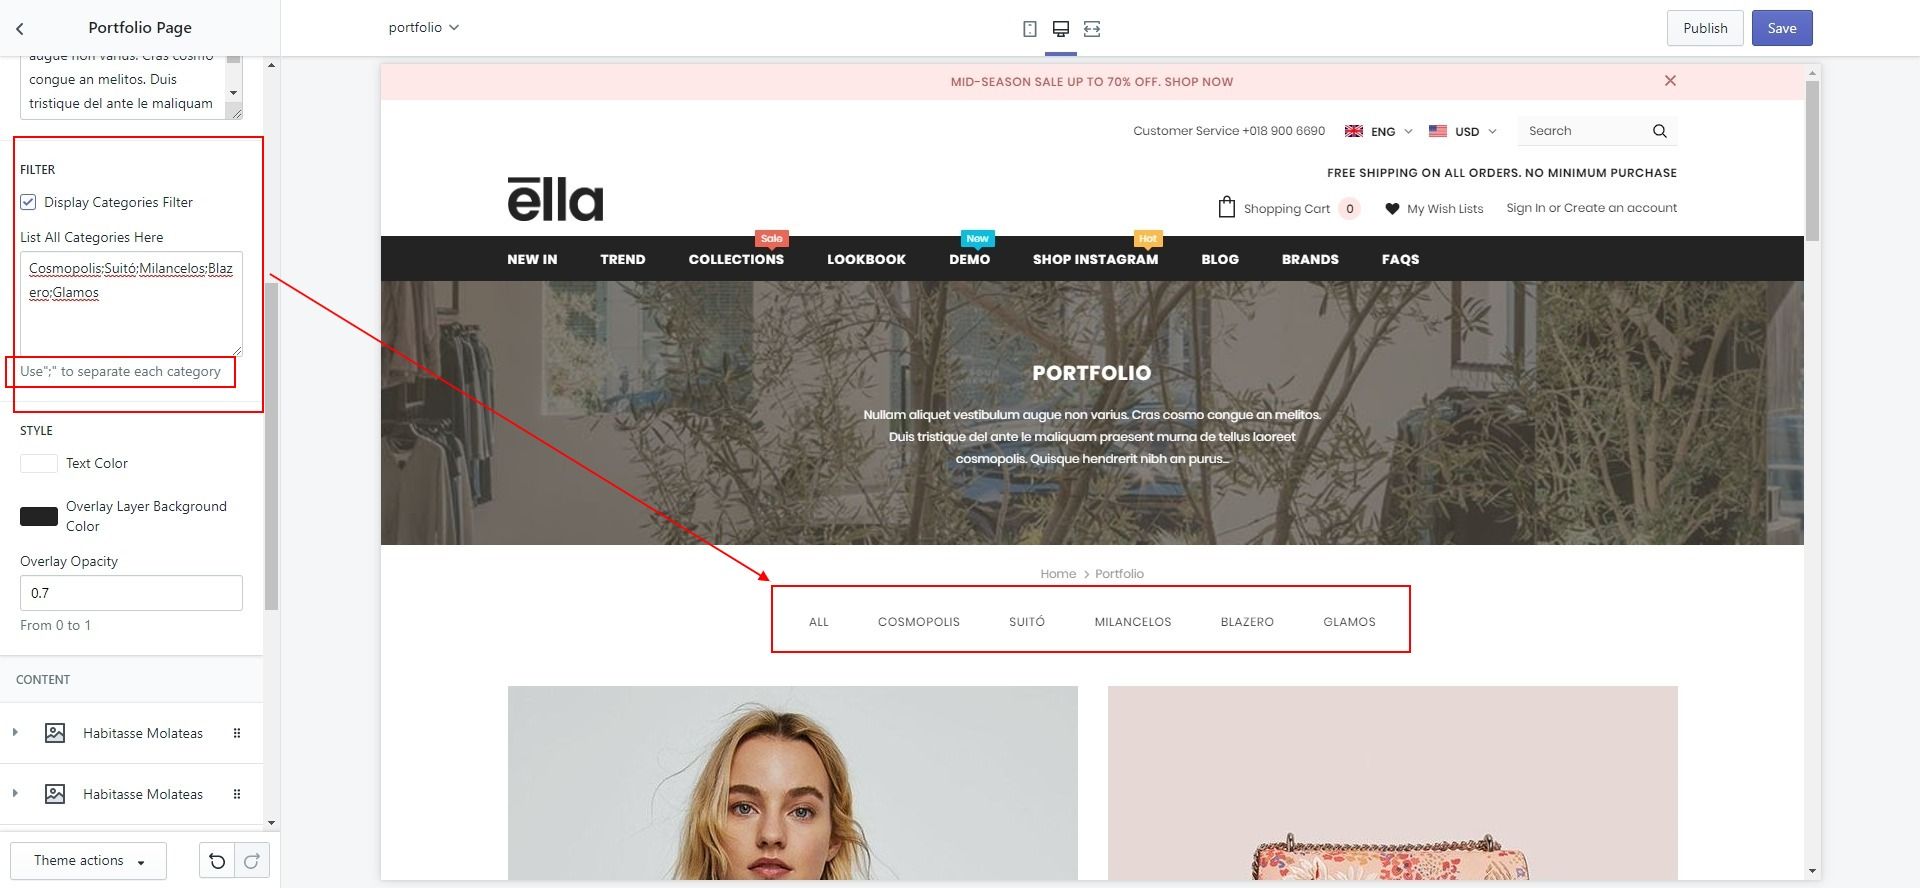 Portfolio Page
portfolio
Publish
Save
augue non varius. Cras cosmo
congue an melitos. Duis
tristique del ante le maliquam
FILTER
Display Categories Filter
List All Categories Here
Cosmopolis;Suitó;Milancelos;Blaz
ero;Glamos
Use";" to separate each category
STYLE
Text Color
Overlay Layer Background
Color
Overlay Opacity
0.7
From 0 to 1
CONTENT
Habitasse Molateas
Habitasse Molateas
Theme actions
MID-SEASON SALE UP TO 70% OFF. SHOP NOW
Customer Service +018 900 6690
ENG
USD
Search
FREE SHIPPING ON ALL ORDERS. NO MINIMUM PURCHASE
ella
Shopping Cart 0
My Wish Lists
Sign In or Create an account
Sale
New
Hot
NEW IN TREND COLLECTIONS LOOKBOOK DEMO SHOP INSTAGRAM BLOG BRANDS FAQS
PORTFOLIO
Nullam aliquet vestibulum augue non varius. Cras cosmo congue an melitos.
Duis tristique del ante le maliquam praesent murna de tellus laoreet
cosmopolis. Quisque hendrerit nibh an purus...
Home > Portfolio
ALL COSMOPOLIS SUITÓ MILANCELOS BLAZERO GLAMOS